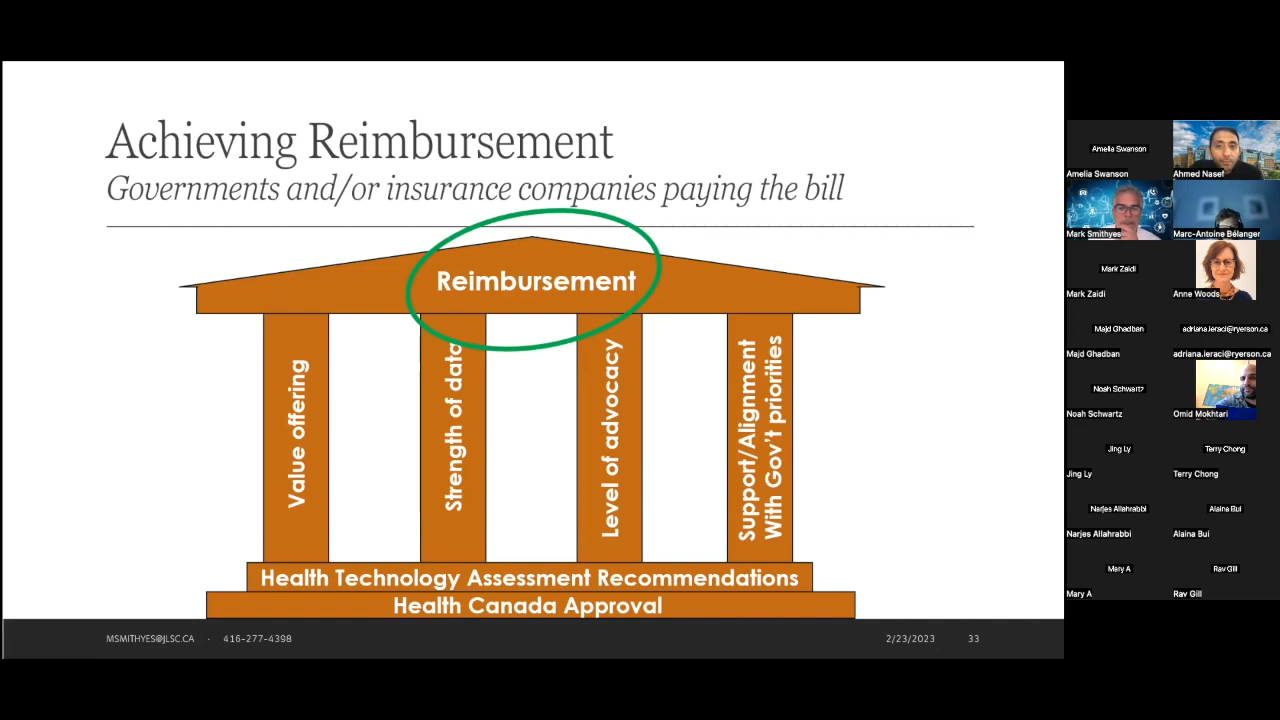 Achieving Reimbursement
Governments and/or insurance companies paying the bill
Reimbursement
Value offering
Strength of data
Level of advocacy
Support/Alignment
With Gov't priorities
Health Technology Assessment Recommendations
Health Canada Approval
MSMITHYES@JLSC.CA · 416-277-4398
2/23/2023 33
Amelia Swanson
Amelia Swanson
Ahmed Nasef
Mark Smithyes
Marc-Antoine Bélanger
Mark Zaidi
Mark Zaidi
Anne Woods
Majd Ghadban
adriana.ieraci@ryerson.ca
Majd Ghadban
adriana.ieraci@ryerson.ca
Noah Schwartz
Noah Schwartz
Omid Mokhtari
Jing Ly
Terry Chong
Jing Ly
Terry Chong
Narjes Allahrabbi
Alaina Bui
Narjes Allahrabbi
Alaina Bui
Mary A
Rav Gill
Mary A
Rav Gill